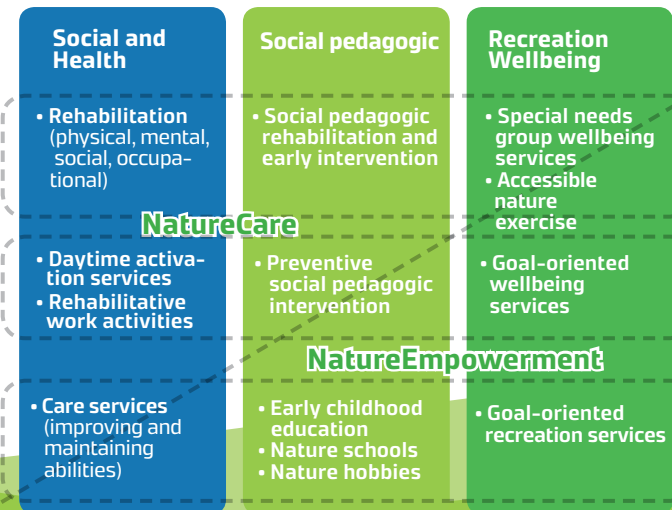 Social and
Health
Social pedagogic
Recreation
Wellbeing
• Rehabilitation
(physical, mental,
social, occupa-
tional)
• Social pedagogic
rehabilitation and
early intervention
• Special needs
group wellbeing
services
• Accessible
nature
exercise
NatureCare
• Daytime activa-
tion services
• Rehabilitative
work activities
• Preventive
social pedagogic
intervention
• Goal-oriented
wellbeing
services
NatureEmpowerment
• Care services
(improving and
maintaining
abilities)
• Early childhood
education
• Nature schools
• Nature hobbies
• Goal-oriented
recreation services